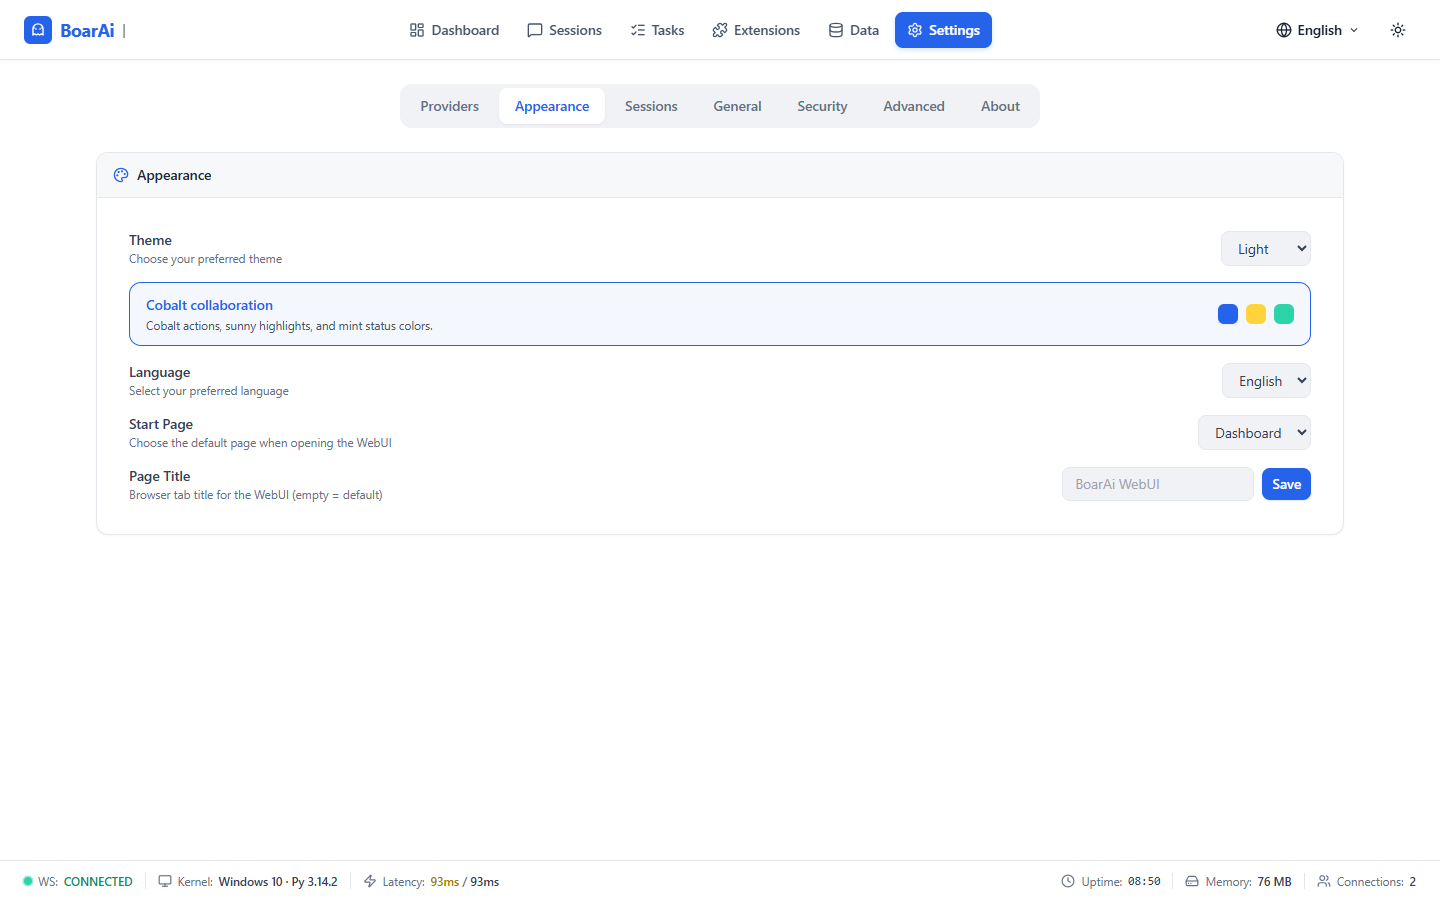 BoarAi |
Dashboard
Sessions
Tasks
Extensions
Data
Settings
English
Providers
Appearance
Sessions
General
Security
Advanced
About
Appearance
Theme
Choose your preferred theme
Light
Cobalt collaboration
Cobalt actions, sunny highlights, and mint status colors.
Language
Select your preferred language
English
Start Page
Choose the default page when opening the WebUI
Dashboard
Page Title
Browser tab title for the WebUI (empty = default)
BoarAi WebUI
Save
WS: CONNECTED
Kernel: Windows 10 · Py 3.14.2
Latency: 93ms / 93ms
Uptime: 08:50
Memory: 76 MB
Connections: 2